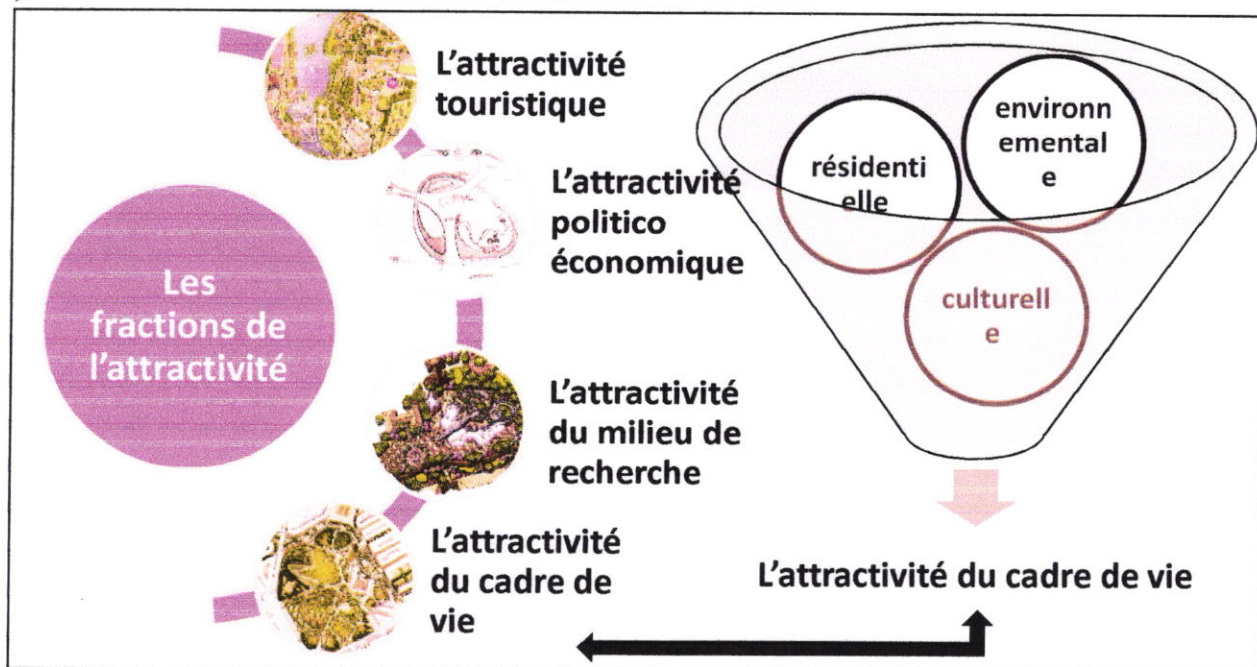 Les
fractions de
l'attractivité
L'attractivité
touristique
L'attractivité
politico
économique
L'attractivité
du milieu de
recherche
L'attractivité
du cadre de
vie
résidenti
elle
environn
emental
e
culturell
e
L'attractivité du cadre de vie